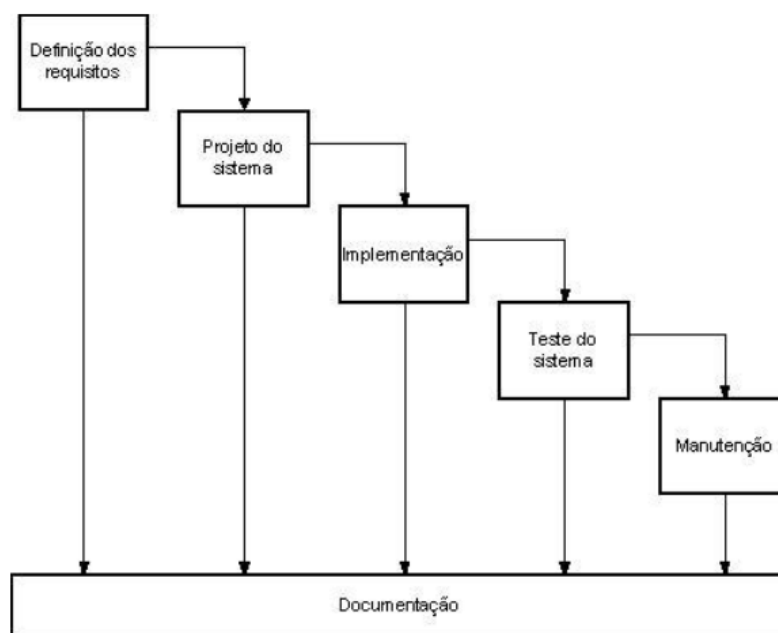 Definição dos
requisitos
Projeto do
sistema
Implementação
Teste do
sistema
Manutenção
Documentação